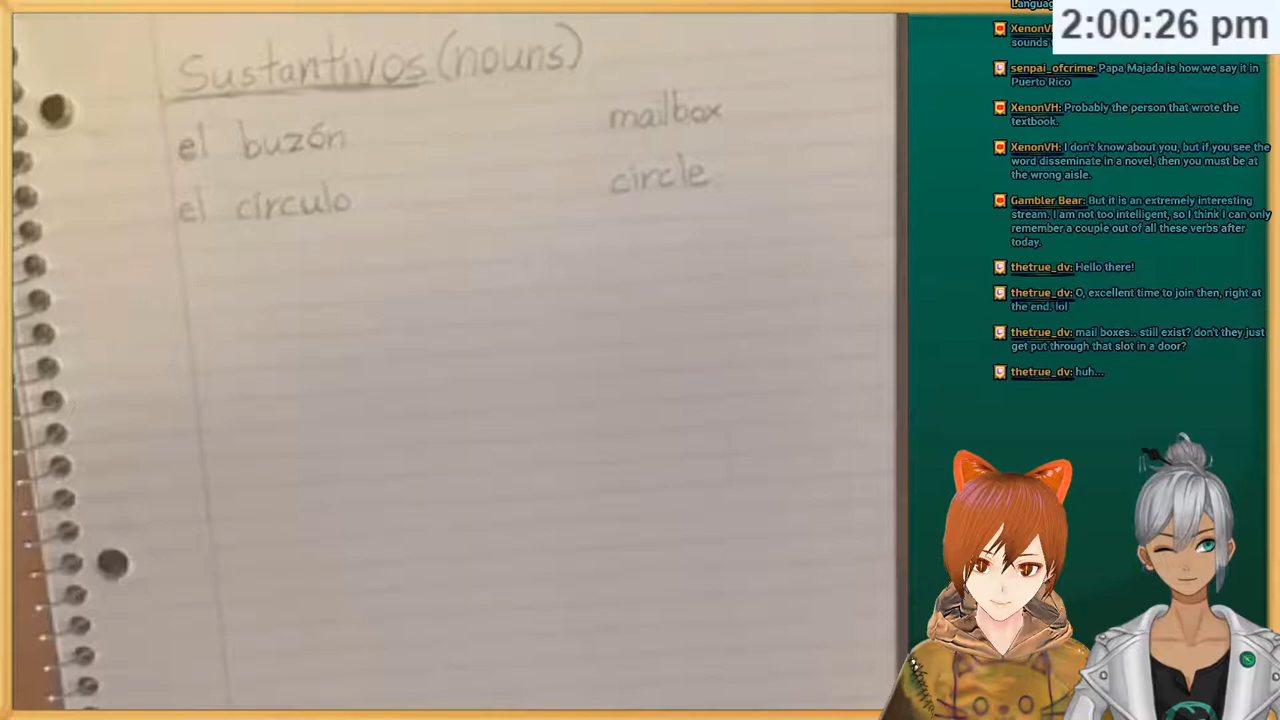 Sustantivos (nouns)
el buzón mailbox
el círculo circle
2:00:26 pm
Languag
XenonV
sounds
senpai_ofcrime: Papa Majada is how we say it in
Puerto Rico
XenonVH: Probably the person that wrote the
textbook.
XenonVH: I don't know about you, but if you see the
word disseminate in a novel, then you must be at
the wrong aisle.
Gambler Bear: But it is an extremely interesting
stream. I am not too intelligent, so I think I can only
remember a couple out of all these verbs after
today.
thetrue_dv: Hello there!
thetrue_dv: O, excellent time to join then, right at
the end. lol
thetrue_dv: mail boxes.. still exist? don't they just
get put through that slot in a door?
thetrue_dv: huh...